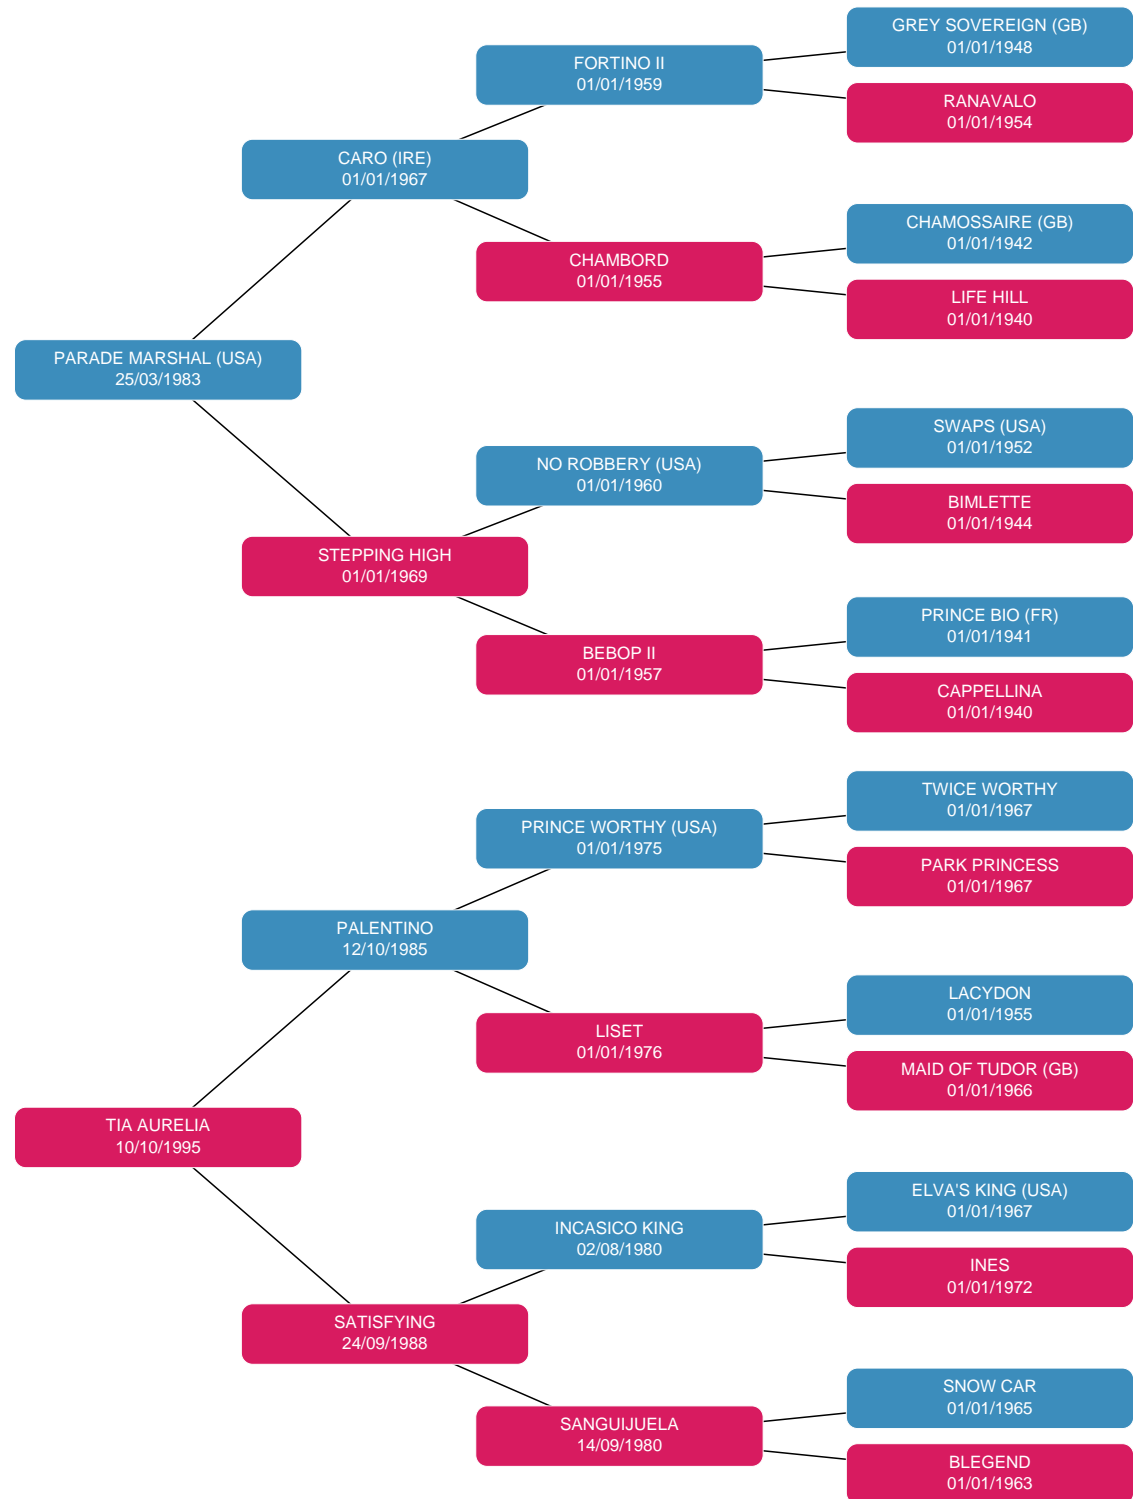 GREY SOVEREIGN (GB)
01/01/1948
FORTINO II
01/01/1959
RANAVALO
01/01/1954
CARO (IRE)
01/01/1967
CHAMOSSAIRE (GB)
01/01/1942
CHAMBORD
01/01/1955
LIFE HILL
01/01/1940
PARADE MARSHAL (USA)
25/03/1983
SWAPS (USA)
01/01/1952
NO ROBBERY (USA)
01/01/1960
BIMLETTE
01/01/1944
STEPPING HIGH
01/01/1969
PRINCE BIO (FR)
01/01/1941
BEBOP II
01/01/1957
CAPPELLINA
01/01/1940
TWICE WORTHY
01/01/1967
PRINCE WORTHY (USA)
01/01/1975
PARK PRINCESS
01/01/1967
PALENTINO
12/10/1985
LACYDON
01/01/1955
LISET
01/01/1976
MAID OF TUDOR (GB)
01/01/1966
TIA AURELIA
10/10/1995
ELVA'S KING (USA)
01/01/1967
INCASICO KING
02/08/1980
INES
01/01/1972
SATISFYING
24/09/1988
SNOW CAR
01/01/1965
SANGUIJUELA
14/09/1980
BLEGEND
01/01/1963